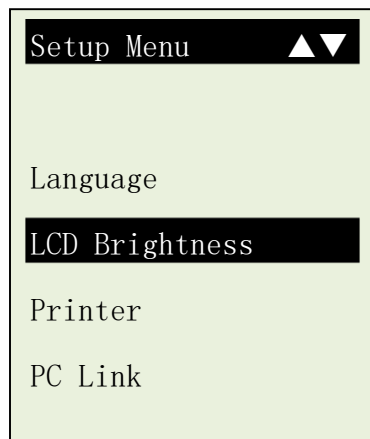 Setup Menu ▲▼
Language
LCD Brightness
Printer
PC Link